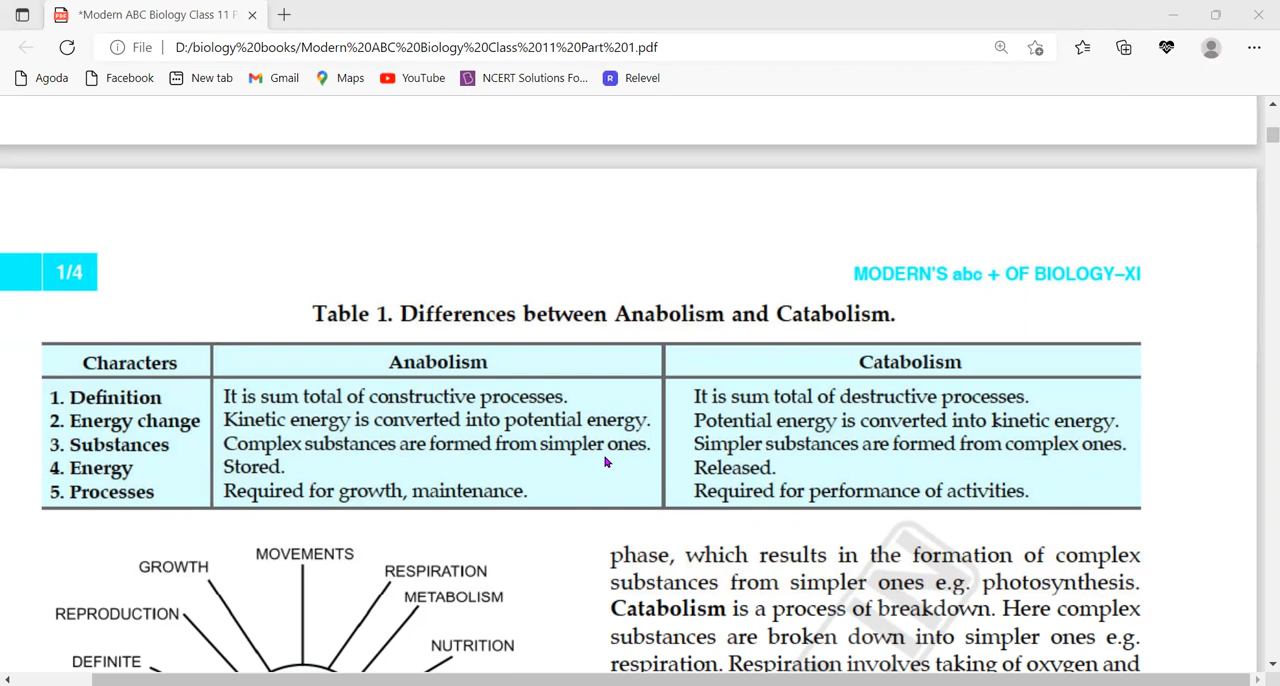 *Modern ABC Biology Class 11 P
File
D:/biology%20books/Modern%20ABC%20Biology%20Class%2011%20Part%201.pdf
Agoda Facebook New tab Gmail Maps YouTube NCERT Solutions Fo... Relevel
1/4
MODERN'S abc + OF BIOLOGY–XI
Table 1. Differences between Anabolism and Catabolism.
Characters Anabolism Catabolism
1. Definition It is sum total of constructive processes. It is sum total of destructive processes.
2. Energy change Kinetic energy is converted into potential energy. Potential energy is converted into kinetic energy.
3. Substances Complex substances are formed from simpler ones. Simpler substances are formed from complex ones.
4. Energy Stored. Released.
5. Processes Required for growth, maintenance. Required for performance of activities.
MOVEMENTS
GROWTH
RESPIRATION
METABOLISM
REPRODUCTION
NUTRITION
DEFINITE
phase, which results in the formation of complex
substances from simpler ones e.g. photosynthesis.
Catabolism is a process of breakdown. Here complex
substances are broken down into simpler ones e.g.
respiration. Respiration involves taking of oxygen and